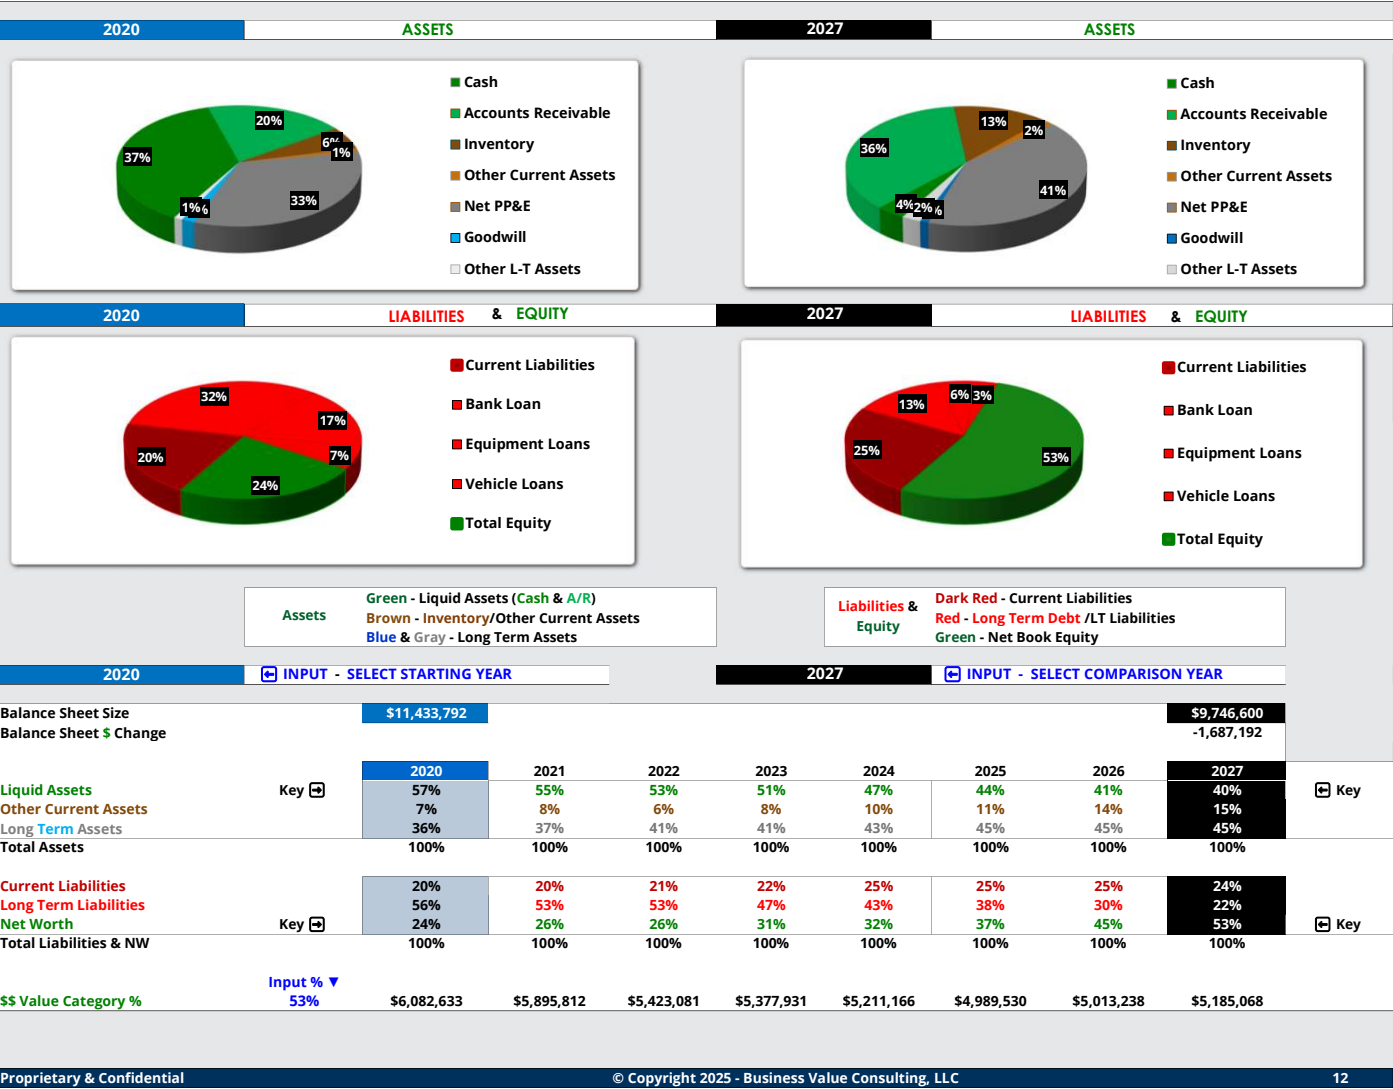 2020 ASSETS 2027 ASSETS
Cash
Accounts Receivable
Inventory
Other Current Assets
Net PP&E
Goodwill
Other L-T Assets
37%
20%
6%
1%
33%
1%
Cash
Accounts Receivable
Inventory
Other Current Assets
Net PP&E
Goodwill
Other L-T Assets
36%
13%
2%
41%
4%
2%
2020 LIABILITIES & EQUITY 2027 LIABILITIES & EQUITY
Current Liabilities
Bank Loan
Equipment Loans
Vehicle Loans
Total Equity
32%
17%
7%
20%
24%
Current Liabilities
Bank Loan
Equipment Loans
Vehicle Loans
Total Equity
6% 3%
13%
25%
53%
Assets
Green - Liquid Assets (Cash & A/R)
Brown - Inventory/Other Current Assets
Blue & Gray - Long Term Assets
Liabilities &
Equity
Dark Red - Current Liabilities
Red - Long Term Debt /LT Liabilities
Green - Net Book Equity
2020 INPUT - SELECT STARTING YEAR 2027 INPUT - SELECT COMPARISON YEAR
Balance Sheet Size $11,433,792 $9,746,600
Balance Sheet $ Change -1,687,192
2020 2021 2022 2023 2024 2025 2026 2027
Liquid Assets Key 57% 55% 53% 51% 47% 44% 41% 40% Key
Other Current Assets 7% 8% 6% 8% 10% 11% 14% 15%
Long Term Assets 36% 37% 41% 41% 43% 45% 45% 45%
Total Assets 100% 100% 100% 100% 100% 100% 100% 100%
Current Liabilities 20% 20% 21% 22% 25% 25% 25% 24%
Long Term Liabilities 56% 53% 53% 47% 43% 38% 30% 22%
Net Worth Key 24% 26% 26% 31% 32% 37% 45% 53% Key
Total Liabilities & NW 100% 100% 100% 100% 100% 100% 100% 100%
Input % ▼
$$ Value Category % 53% $6,082,633 $5,895,812 $5,423,081 $5,377,931 $5,211,166 $4,989,530 $5,013,238 $5,185,068
Proprietary & Confidential © Copyright 2025 - Business Value Consulting, LLC 12